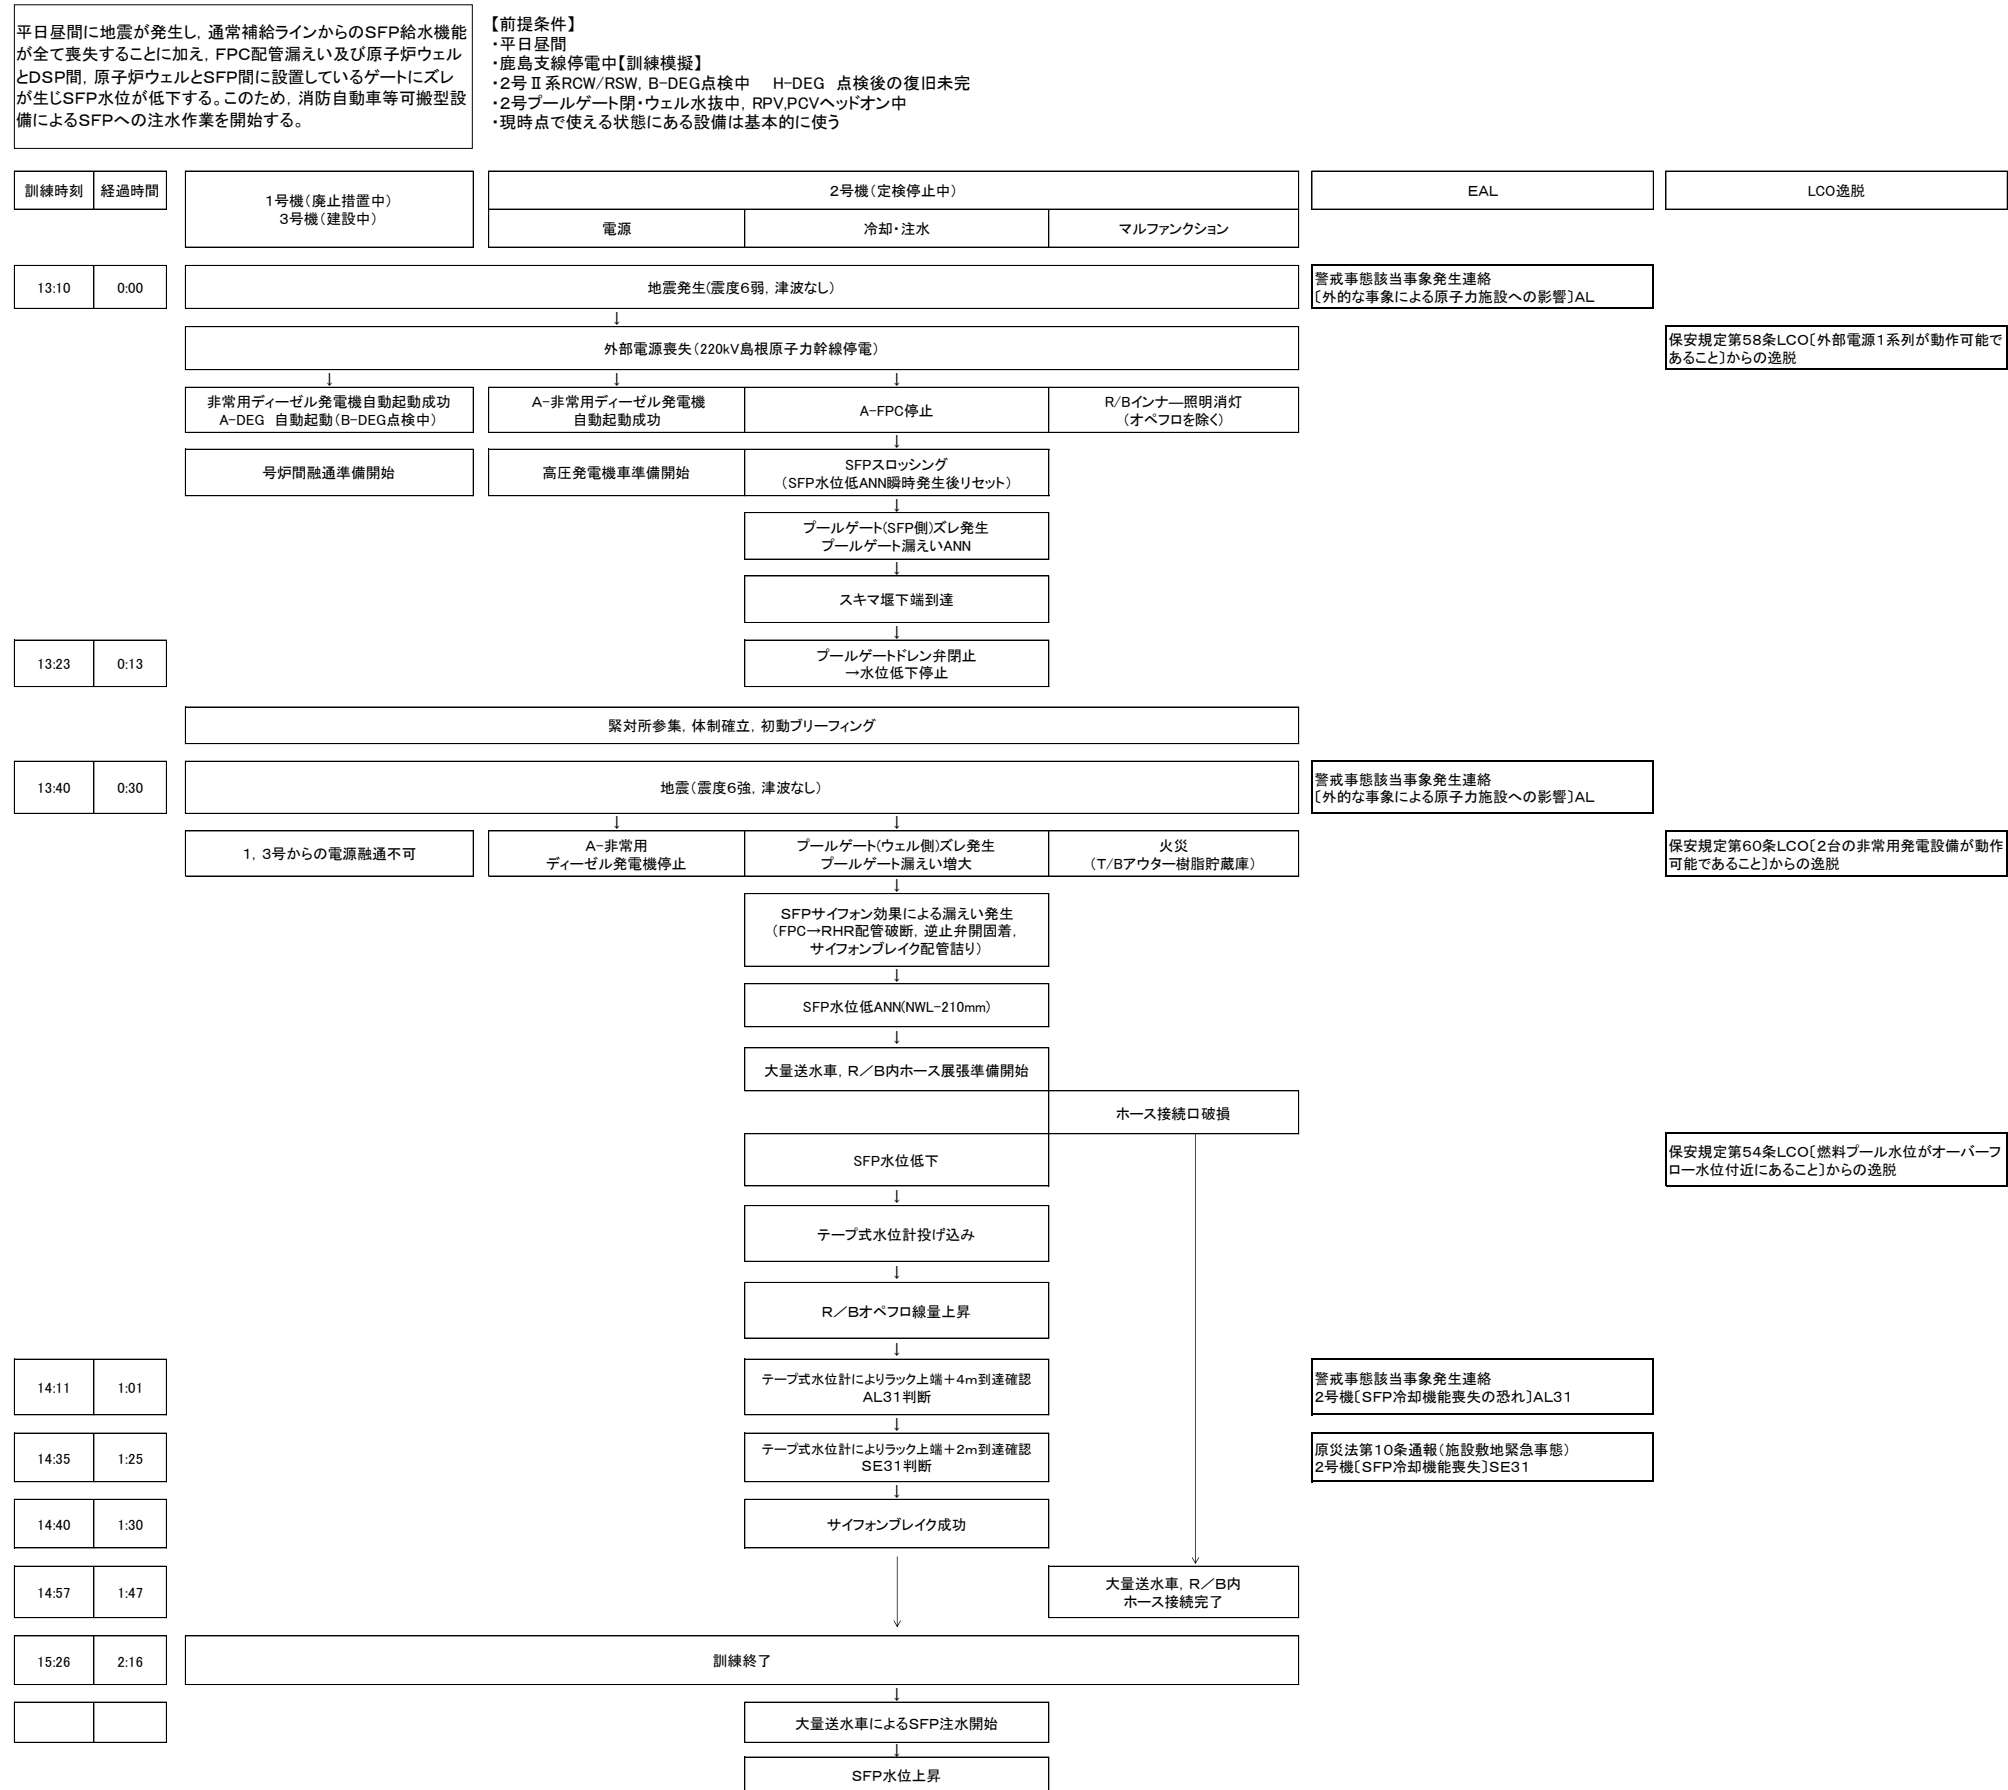 平日昼間に地震が発生し，通常補給ラインからのSFP給水機能
が全て喪失することに加え，FPC配管漏えい及び原子炉ウェル
とDSP間，原子炉ウェルとSFP間に設置しているゲートにズレ
が生じSFP水位が低下する。このため，消防自動車等可搬型設
備によるSFPへの注水作業を開始する。
【前提条件】
・平日昼間
・鹿島支線停電中【訓練模擬】
・2号Ⅱ系RCW/RSW，B-DEG点検中　H-DEG 点検後の復旧未完
・2号プールゲート閉・ウェル水抜中，RPV,PCVヘッドオン中
・現時点で使える状態にある設備は基本的に使う
訓練時刻 経過時間
1号機（廃止措置中）
3号機（建設中）
2号機（定検停止中）
EAL
LCO逸脱
電源 冷却・注水 マルファンクション
13:10 0:00
地震発生（震度6弱，津波なし）
警戒事態該当事象発生連絡
〔外的な事象による原子力施設への影響〕AL
↓
外部電源喪失（220kV島根原子力幹線停電）
保安規定第58条LCO〔外部電源1系列が動作可能で
あること〕からの逸脱
↓ ↓ ↓
非常用ディーゼル発電機自動起動成功
A-DEG 自動起動（B-DEG点検中）
A-非常用ディーゼル発電機
自動起動成功
A-FPC停止
R/Bインナー照明消灯
（オペフロを除く）
↓
号炉間融通準備開始
高圧発電機車準備開始
SFPスロッシング
（SFP水位低ANN瞬時発生後リセット）
↓
プールゲート(SFP側)ズレ発生
プールゲート漏えいANN
↓
スキマ堰下端到達
↓
13:23 0:13
プールゲートドレン弁閉止
→水位低下停止
緊対所参集，体制確立，初動ブリーフィング
13:40 0:30
地震（震度6強，津波なし）
警戒事態該当事象発生連絡
〔外的な事象による原子力施設への影響〕AL
↓ ↓
1，3号からの電源融通不可
A-非常用
ディーゼル発電機停止
プールゲート(ウェル側)ズレ発生
プールゲート漏えい増大
火災
（T/Bアウター樹脂貯蔵庫）
保安規定第60条LCO〔2台の非常用発電設備が動作
可能であること〕からの逸脱
↓
SFPサイフォン効果による漏えい発生
（FPC→RHR配管破断，逆止弁開固着，
サイフォンブレイク配管詰り）
↓
SFP水位低ANN(NWL-210mm)
↓
大量送水車，R／B内ホース展張準備開始
ホース接続口破損
SFP水位低下
保安規定第54条LCO〔燃料プール水位がオーバーフ
ロー水位付近にあること〕からの逸脱
↓
テープ式水位計投げ込み
↓
R／Bオペフロ線量上昇
↓
14:11 1:01
テープ式水位計によりラック上端＋4m到達確認
AL31判断
警戒事態該当事象発生連絡
2号機〔SFP冷却機能喪失の恐れ〕AL31
↓
14:35 1:25
テープ式水位計によりラック上端＋2m到達確認
SE31判断
原災法第10条通報（施設敷地緊急事態）
2号機〔SFP冷却機能喪失〕SE31
↓
14:40 1:30
サイフォンブレイク成功
14:57 1:47
大量送水車，R／B内
ホース接続完了
15:26 2:16
訓練終了
↓
大量送水車によるSFP注水開始
↓
SFP水位上昇